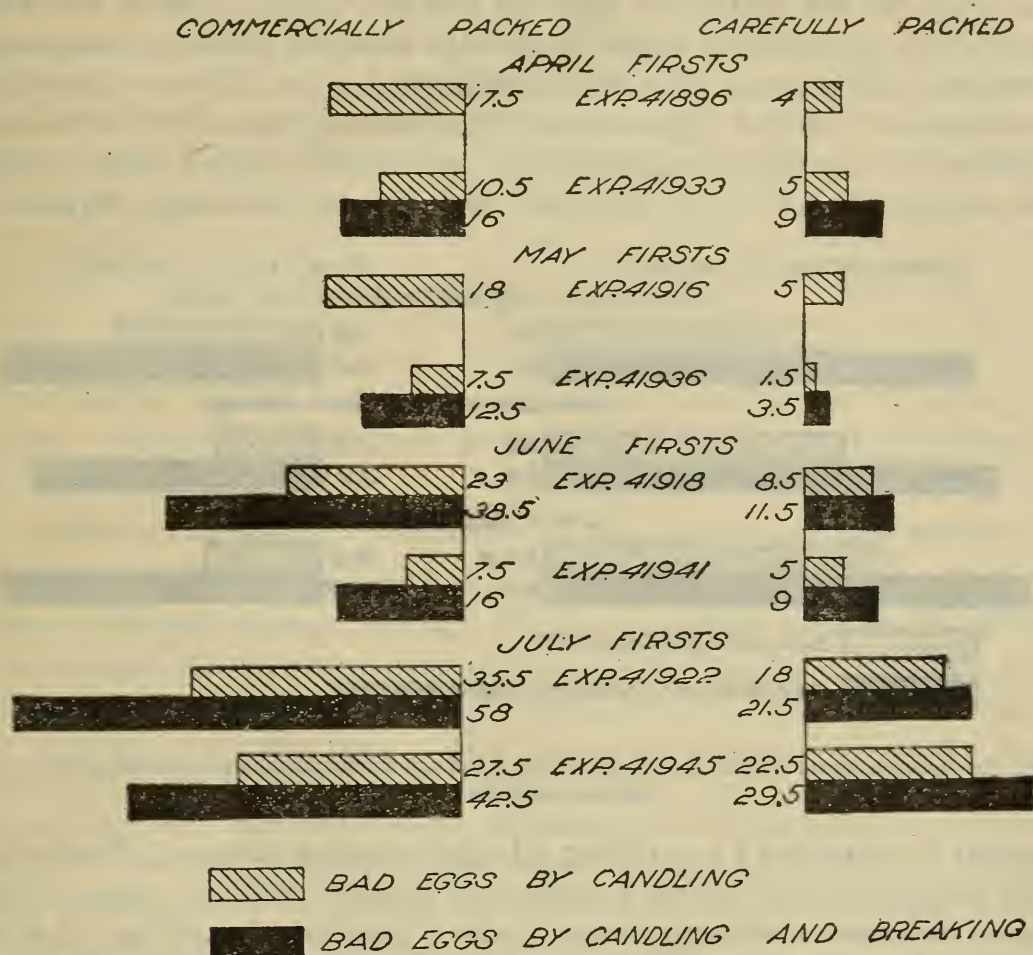 COMMERCIALLY PACKED CAREFULLY PACKED
APRIL FIRSTS
17.5 EXP. 41896 4
10.5 EXP. 41933 5
16 9
MAY FIRSTS
18 EXP. 41916 5
7.5 EXP. 41936 1.5
12.5 3.5
JUNE FIRSTS
23 EXP. 41918 8.5
38.5 11.5
7.5 EXP. 41941 5
16 9
JULY FIRSTS
35.5 EXP. 41922 18
58 21.5
27.5 EXP. 41945 22.5
42.5 29.5
BAD EGGS BY CANDLING
BAD EGGS BY CANDLING AND BREAKING